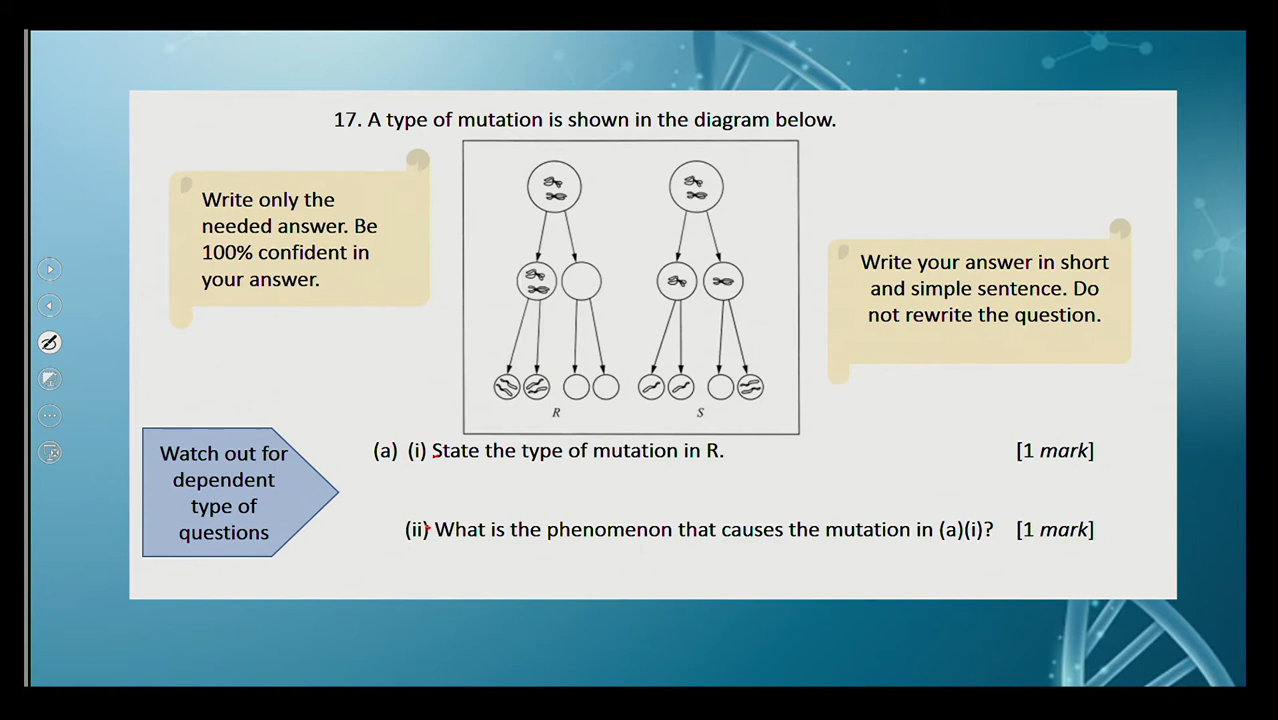 17. A type of mutation is shown in the diagram below.
Write only the
needed answer. Be
100% confident in
your answer.
Write your answer in short
and simple sentence. Do
not rewrite the question.
R
S
Watch out for
dependent
type of
questions
(a) (i) State the type of mutation in R. [1 mark]
(ii) What is the phenomenon that causes the mutation in (a)(i)? [1 mark]